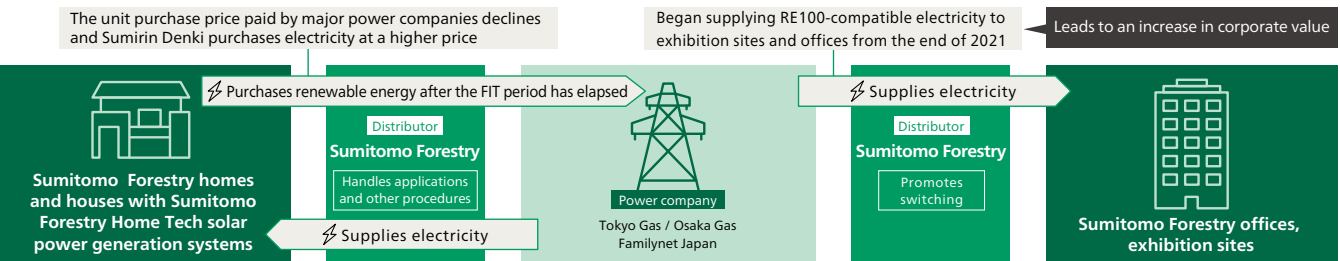 The unit purchase price paid by major power companies declines
and Sumirin Denki purchases electricity at a higher price
Began supplying RE100-compatible electricity to
exhibition sites and offices from the end of 2021
Leads to an increase in corporate value
Purchases renewable energy after the FIT period has elapsed
Supplies electricity
Sumitomo Forestry homes
and houses with Sumitomo
Forestry Home Tech solar
power generation systems
Distributor
Sumitomo Forestry
Handles applications
and other procedures
Supplies electricity
Power company
Tokyo Gas / Osaka Gas
Familynet Japan
Distributor
Sumitomo Forestry
Promotes
switching
Sumitomo Forestry offices,
exhibition sites